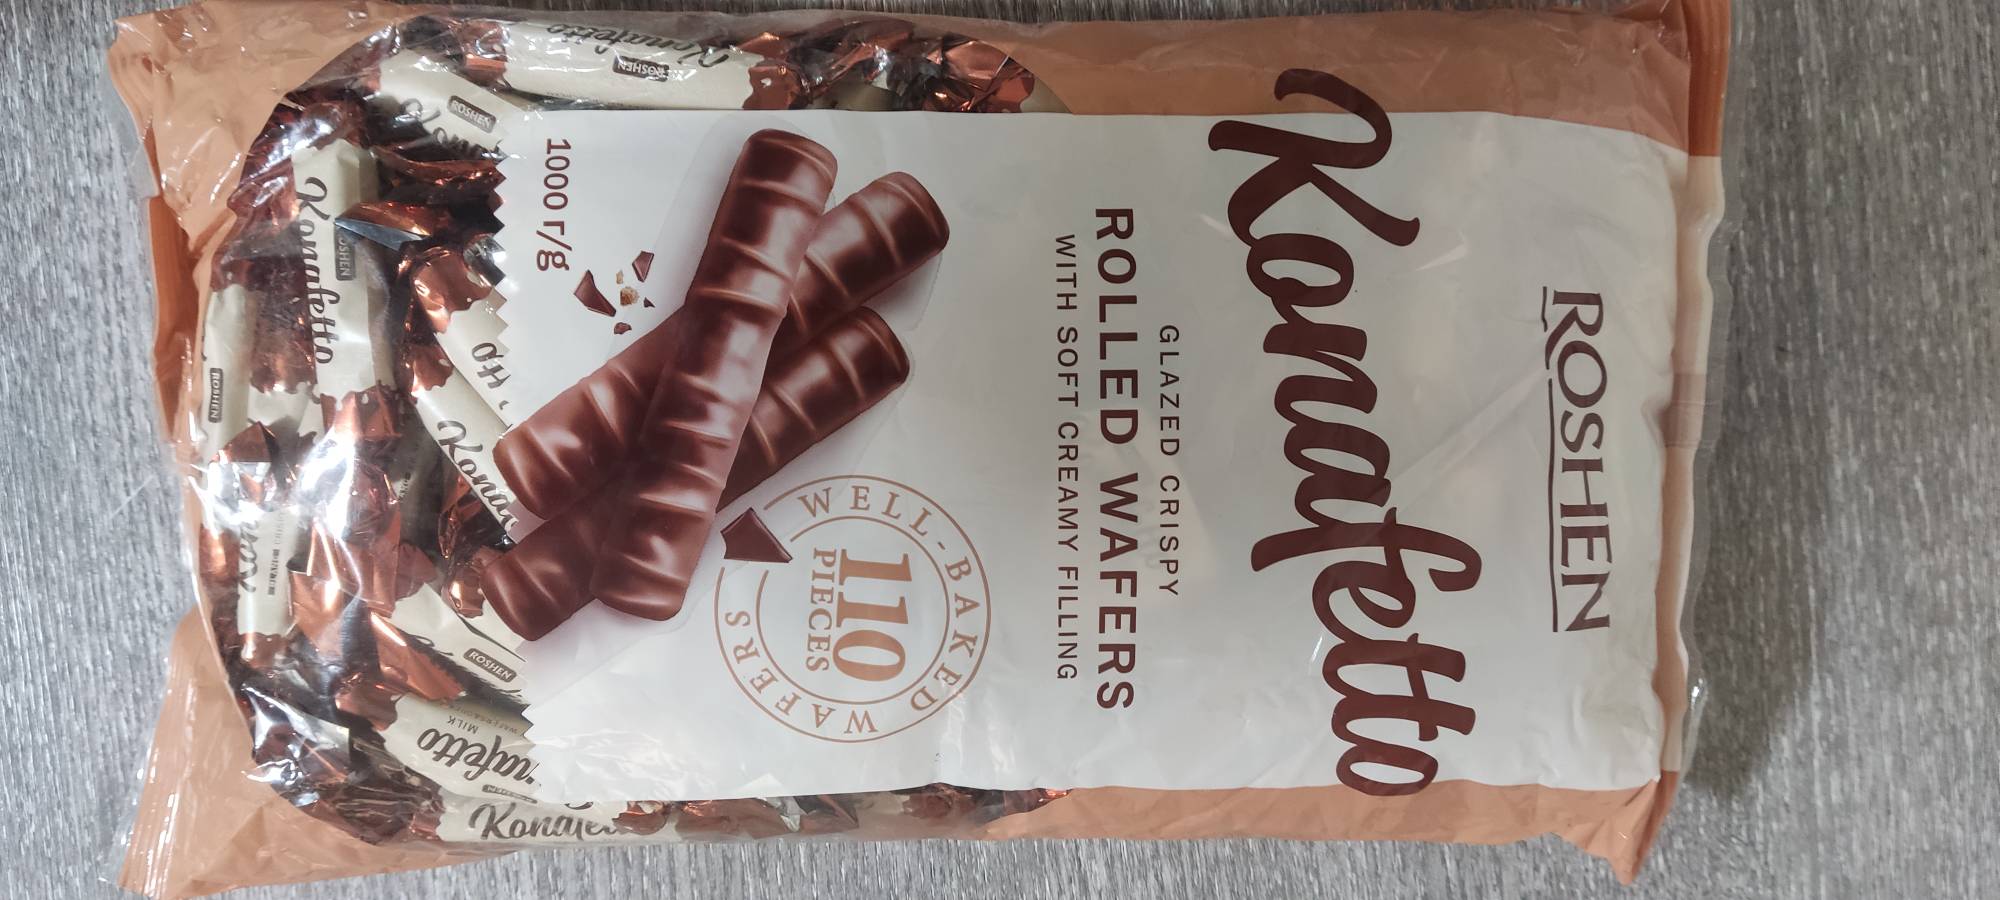 ROSHEN
Konafetto
GLAZED CRISPY
ROLLED WAFERS
WITH SOFT CREAMY FILLING
WELL-BAKED WAFERS
110
PIECES
1000 г/g
Konafetto
ROSHEN
ROSHEN
Konafetto
ROSHEN
ROSHEN
MILK